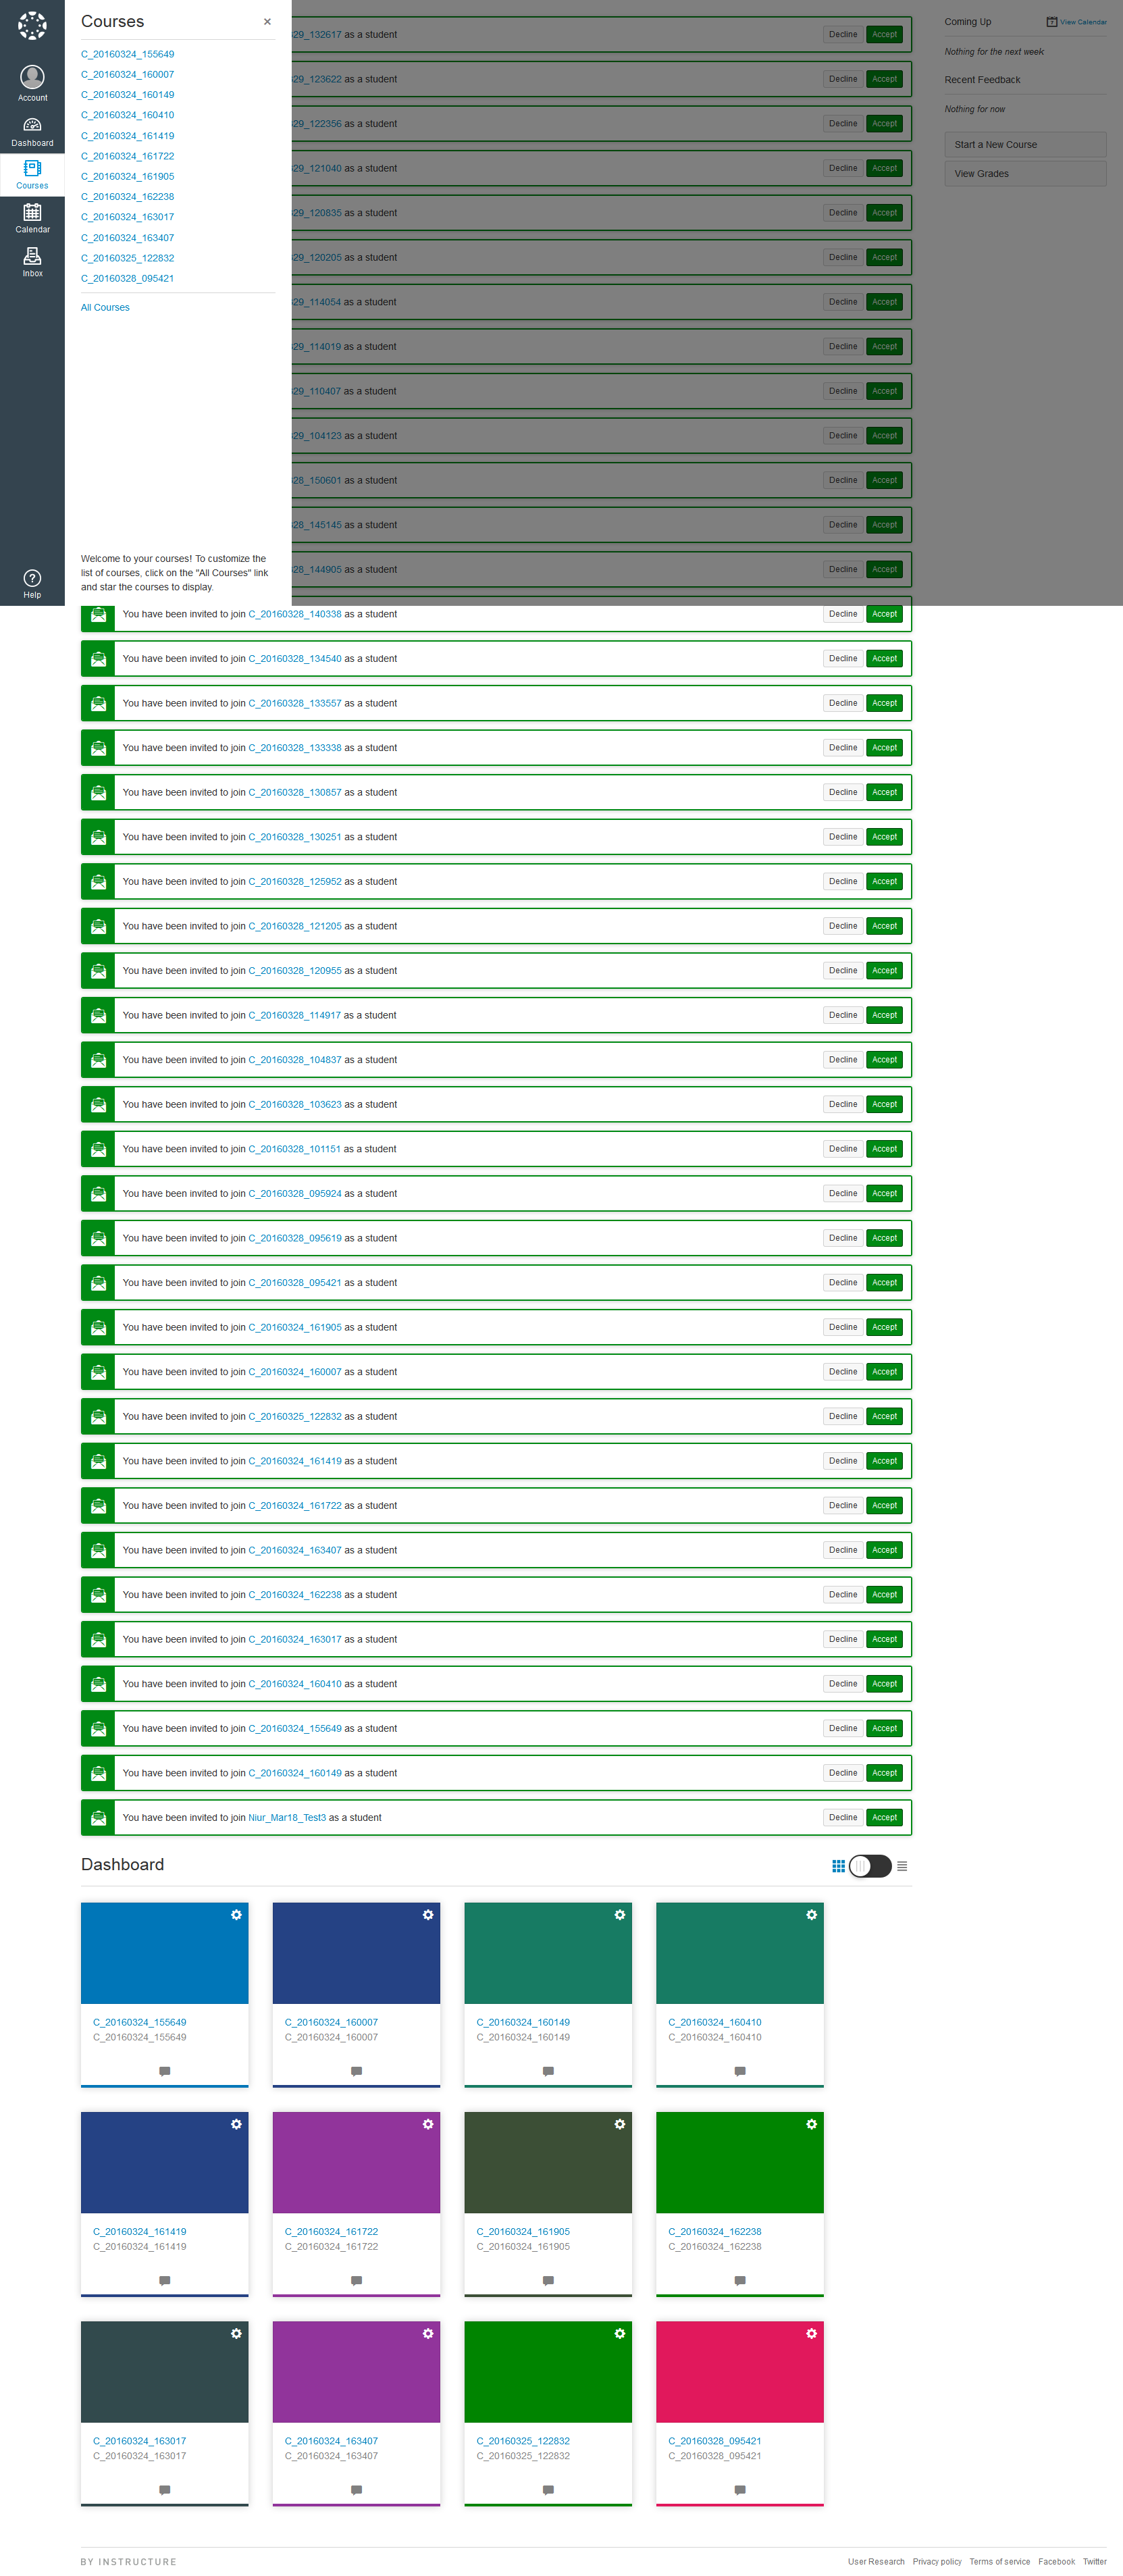 Account
Dashboard
Courses
Calendar
Inbox
Help
Courses ×
C_20160324_155649
C_20160324_160007
C_20160324_160149
C_20160324_160410
C_20160324_161419
C_20160324_161722
C_20160324_161905
C_20160324_162238
C_20160324_163017
C_20160324_163407
C_20160325_122832
C_20160328_095421
All Courses
Welcome to your courses! To customize the
list of courses, click on the "All Courses" link
and star the courses to display.
29_132617 as a student Decline Accept
29_123622 as a student Decline Accept
29_122356 as a student Decline Accept
29_121040 as a student Decline Accept
29_120835 as a student Decline Accept
29_120205 as a student Decline Accept
29_114054 as a student Decline Accept
29_114019 as a student Decline Accept
29_110407 as a student Decline Accept
29_104123 as a student Decline Accept
28_150601 as a student Decline Accept
28_145145 as a student Decline Accept
28_144905 as a student Decline Accept
You have been invited to join C_20160328_140338 as a student Decline Accept
You have been invited to join C_20160328_134540 as a student Decline Accept
You have been invited to join C_20160328_133557 as a student Decline Accept
You have been invited to join C_20160328_133338 as a student Decline Accept
You have been invited to join C_20160328_130857 as a student Decline Accept
You have been invited to join C_20160328_130251 as a student Decline Accept
You have been invited to join C_20160328_125952 as a student Decline Accept
You have been invited to join C_20160328_121205 as a student Decline Accept
You have been invited to join C_20160328_120955 as a student Decline Accept
You have been invited to join C_20160328_114917 as a student Decline Accept
You have been invited to join C_20160328_104837 as a student Decline Accept
You have been invited to join C_20160328_103623 as a student Decline Accept
You have been invited to join C_20160328_101151 as a student Decline Accept
You have been invited to join C_20160328_095924 as a student Decline Accept
You have been invited to join C_20160328_095619 as a student Decline Accept
You have been invited to join C_20160328_095421 as a student Decline Accept
You have been invited to join C_20160324_161905 as a student Decline Accept
You have been invited to join C_20160324_160007 as a student Decline Accept
You have been invited to join C_20160325_122832 as a student Decline Accept
You have been invited to join C_20160324_161419 as a student Decline Accept
You have been invited to join C_20160324_161722 as a student Decline Accept
You have been invited to join C_20160324_163407 as a student Decline Accept
You have been invited to join C_20160324_162238 as a student Decline Accept
You have been invited to join C_20160324_163017 as a student Decline Accept
You have been invited to join C_20160324_160410 as a student Decline Accept
You have been invited to join C_20160324_155649 as a student Decline Accept
You have been invited to join C_20160324_160149 as a student Decline Accept
You have been invited to join Niur_Mar18_Test3 as a student Decline Accept
Coming Up 7 View Calendar
Nothing for the next week
Recent Feedback
Nothing for now
Start a New Course
View Grades
Dashboard
C_20160324_155649 C_20160324_160007 C_20160324_160149 C_20160324_160410
C_20160324_155649 C_20160324_160007 C_20160324_160149 C_20160324_160410
C_20160324_161419 C_20160324_161722 C_20160324_161905 C_20160324_162238
C_20160324_161419 C_20160324_161722 C_20160324_161905 C_20160324_162238
C_20160324_163017 C_20160324_163407 C_20160325_122832 C_20160328_095421
C_20160324_163017 C_20160324_163407 C_20160325_122832 C_20160328_095421
BY INSTRUCTURE User Research Privacy policy Terms of service Facebook Twitter